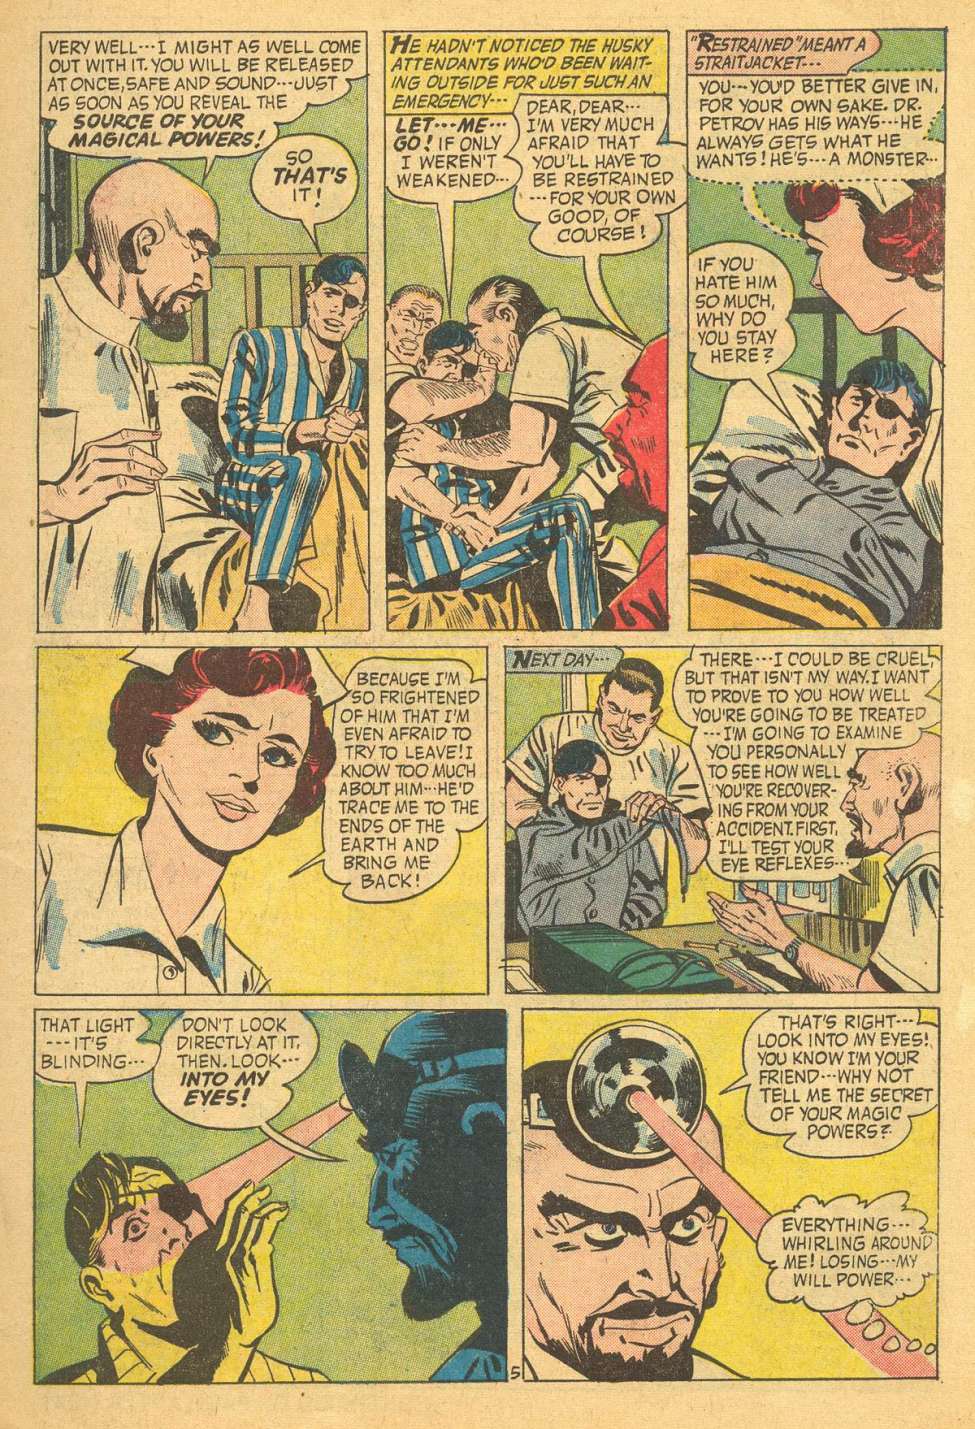 VERY WELL---I MIGHT AS WELL COME
OUT WITH IT. YOU WILL BE RELEASED
AT ONCE, SAFE AND SOUND---JUST
AS SOON AS YOU REVEAL THE
SOURCE OF YOUR
MAGICAL POWERS!
SO
THAT'S
IT!
HE HADN'T NOTICED THE HUSKY
ATTENDANTS WHO'D BEEN WAIT-
ING OUTSIDE FOR JUST SUCH AN
EMERGENCY---
LET---ME---
GO! IF ONLY
I WEREN'T
WEAKENED---
DEAR, DEAR---
I'M VERY MUCH
AFRAID THAT
YOU'LL HAVE TO
BE RESTRAINED
---FOR YOUR OWN
GOOD, OF
COURSE!
"RESTRAINED" MEANT A
STRAITJACKET---
YOU---YOU'D BETTER GIVE IN,
FOR YOUR OWN SAKE. DR.
PETROV HAS HIS WAYS---HE
ALWAYS GETS WHAT HE
WANTS! HE'S---A MONSTER---
IF YOU
HATE HIM
SO MUCH,
WHY DO
YOU STAY
HERE?
BECAUSE I'M
SO FRIGHTENED
OF HIM THAT I'M
EVEN AFRAID TO
TRY TO LEAVE! I
KNOW TOO MUCH
ABOUT HIM---HE'D
TRACE ME TO THE
ENDS OF THE
EARTH AND
BRING ME
BACK!
NEXT DAY---
THERE---I COULD BE CRUEL,
BUT THAT ISN'T MY WAY. I WANT
TO PROVE TO YOU HOW WELL
YOU'RE GOING TO BE TREATED
---I'M GOING TO EXAMINE
YOU PERSONALLY
TO SEE HOW WELL
YOU'RE RECOVER-
ING FROM YOUR
ACCIDENT. FIRST,
I'LL TEST YOUR
EYE REFLEXES---
THAT LIGHT
---IT'S
BLINDING---
DON'T LOOK
DIRECTLY AT IT,
THEN. LOOK---
INTO MY
EYES!
5
THAT'S RIGHT---
LOOK INTO MY EYES!
YOU KNOW I'M YOUR
FRIEND---WHY NOT
TELL ME THE SECRET
OF YOUR MAGIC
POWERS?
EVERYTHING---
WHIRLING AROUND
ME! LOSING---MY
WILL POWER---